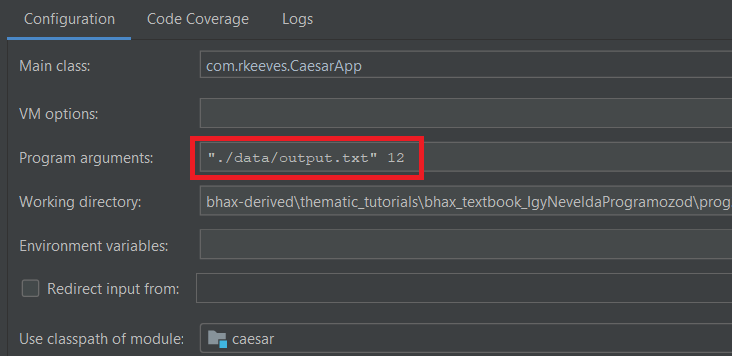 Configuration Code Coverage Logs
Main class: com.rkeeves.CaesarApp
VM options:
Program arguments: "./data/output.txt" 12
Working directory: bhax-derived\thematic_tutorials\bhax_textbook_IgyNeveldaProgramozod\prog
Environment variables:
Redirect input from:
Use classpath of module: caesar